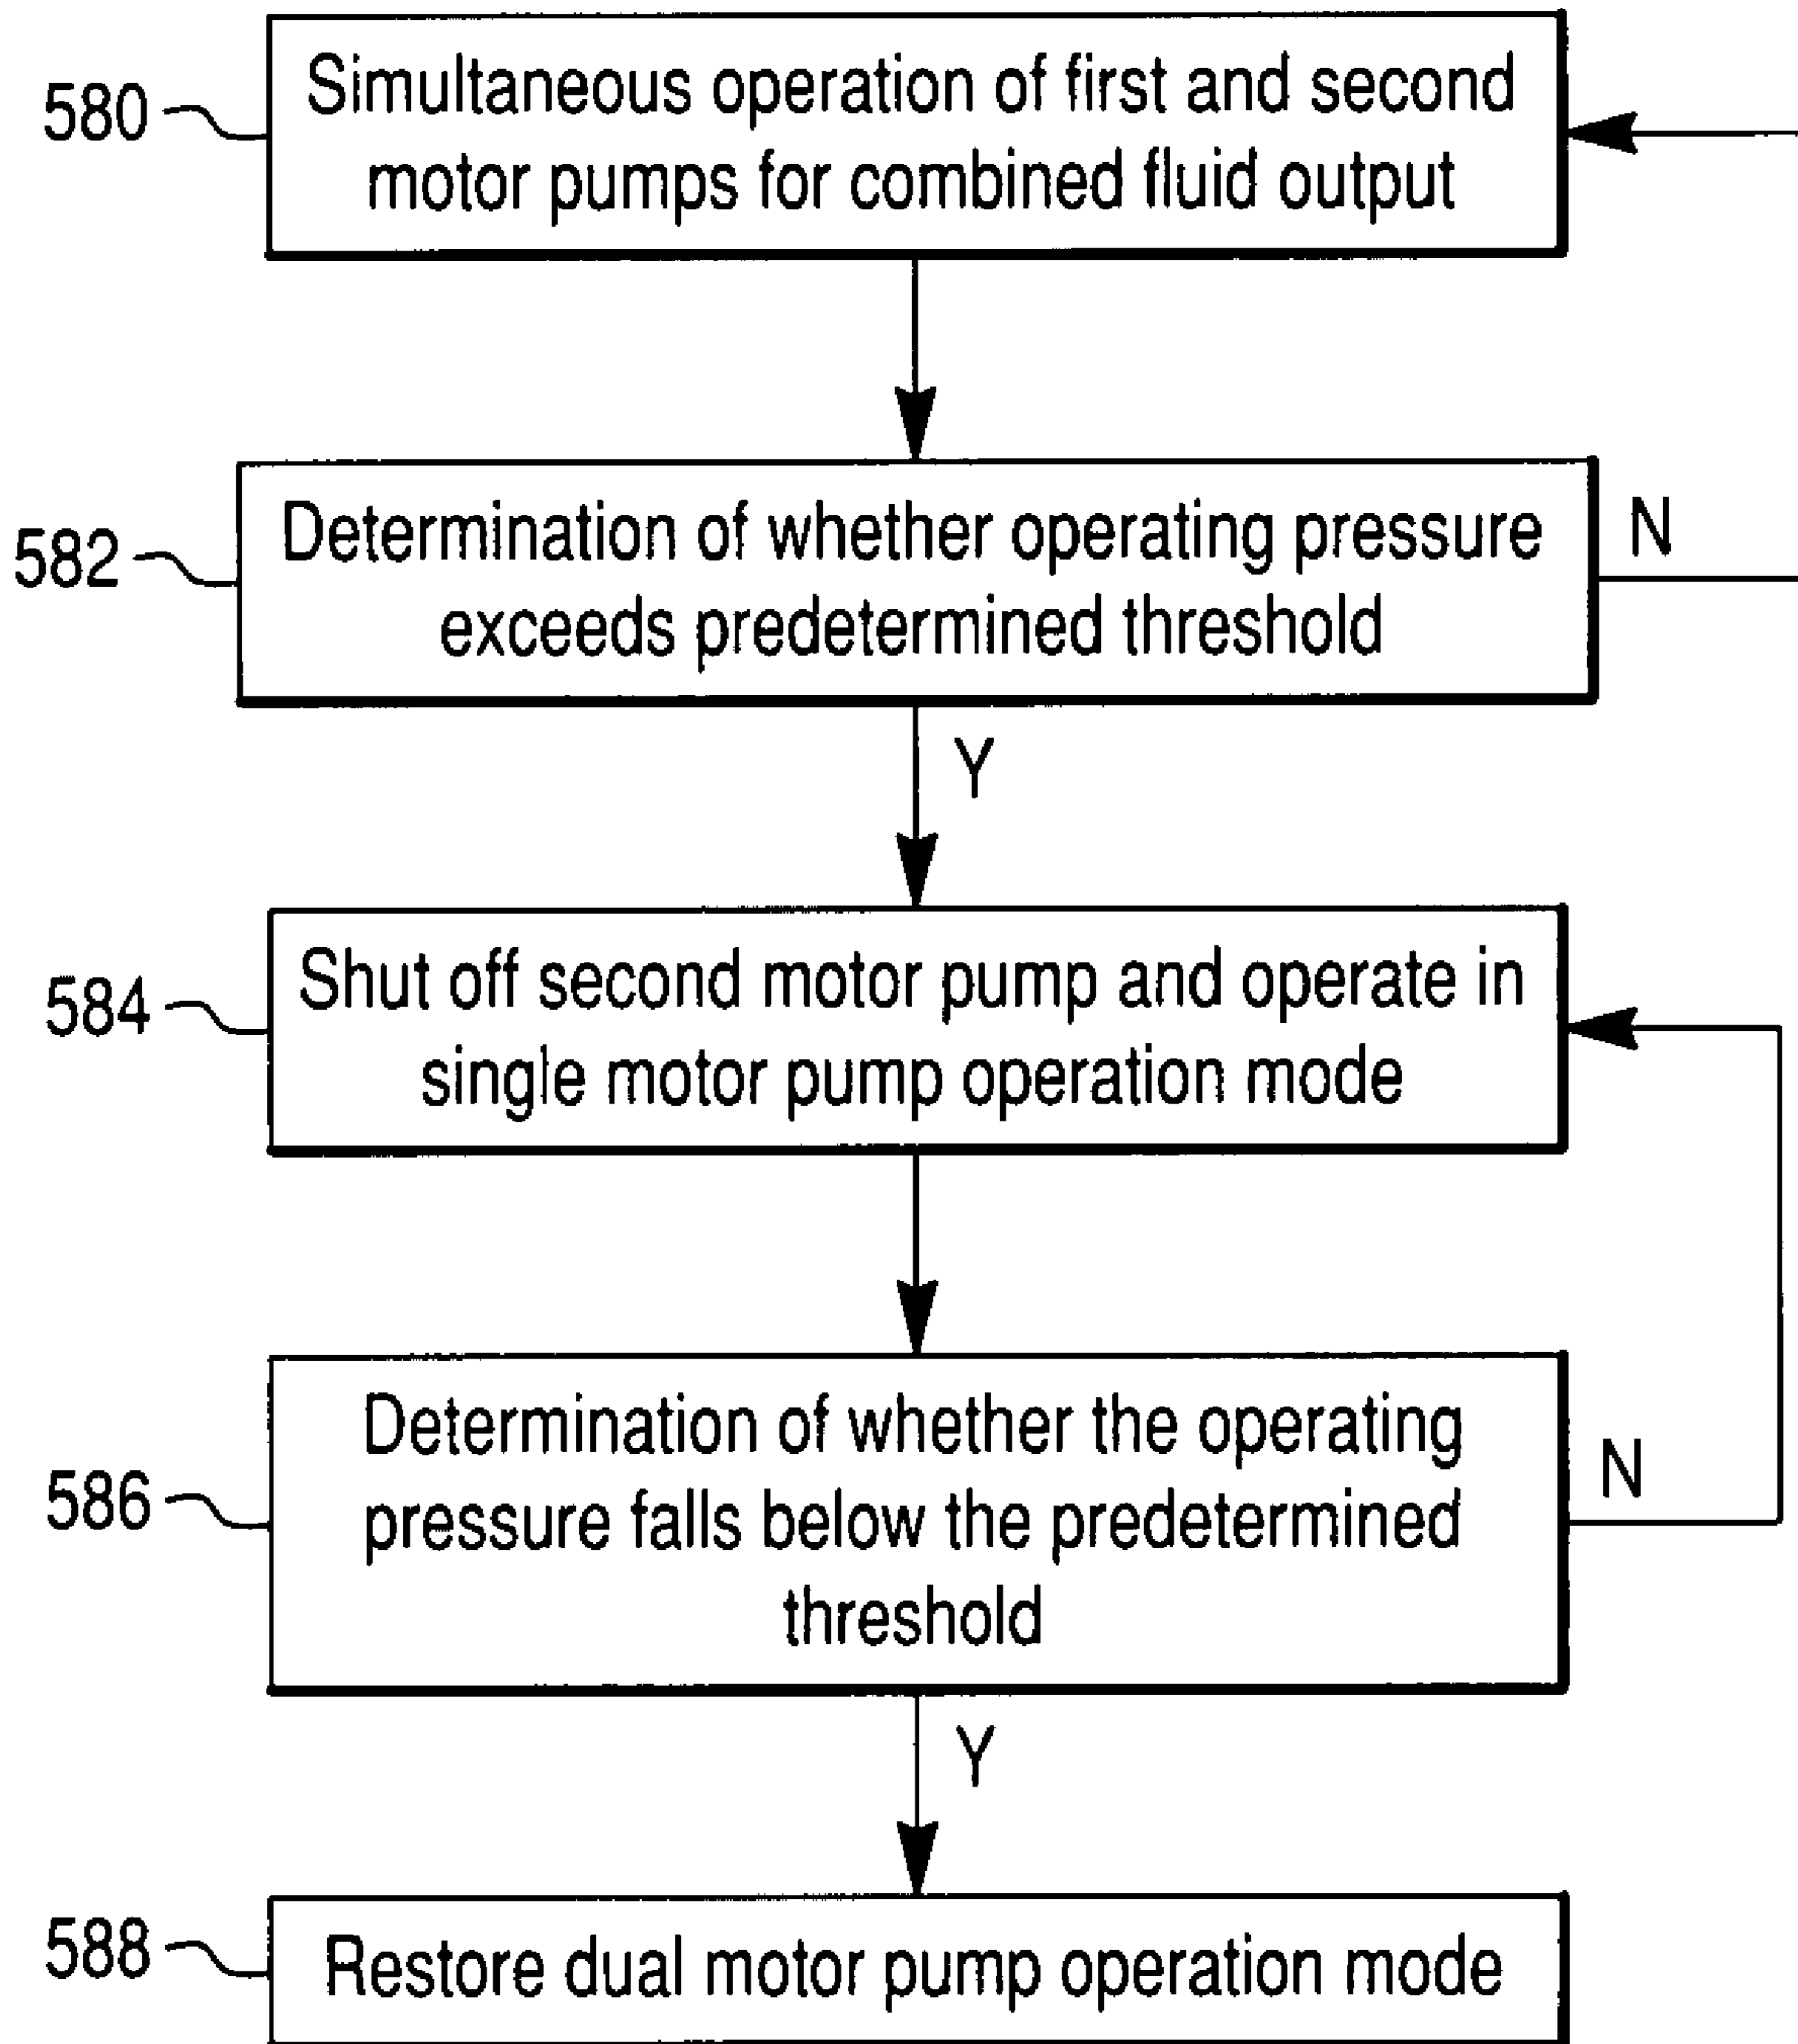 580
Simultaneous operation of first and second
motor pumps for combined fluid output
582
Determination of whether operating pressure
exceeds predetermined threshold
N
Y
584
Shut off second motor pump and operate in
single motor pump operation mode
586
Determination of whether the operating
pressure falls below the predetermined
threshold
N
Y
588
Restore dual motor pump operation mode